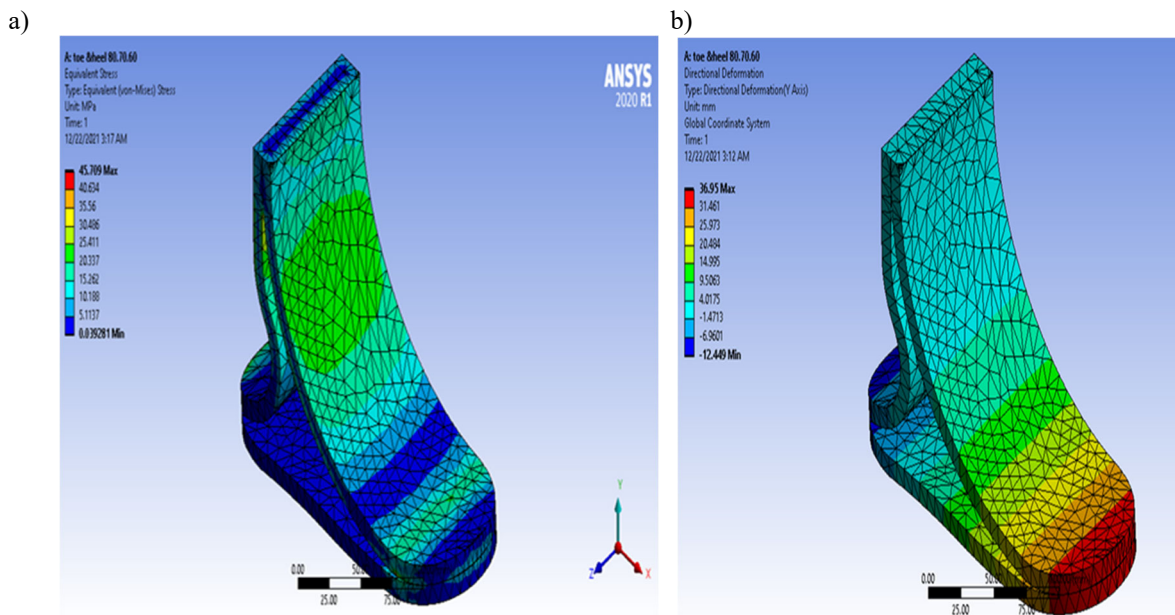 a)
A: toe &heel 80.70.60
Equivalent Stress
Type: Equivalent (von-Mises) Stress
Unit: MPa
Time: 1
12/22/2021 3:17 AM
45.709 Max
40.634
35.56
30.486
25.411
20.337
15.262
10.188
5.1137
0.039281 Min
ANSYS
2020 R1
Y
Z
X
0.00
25.00
75.00
b)
A: toe &heel 80.70.60
Directional Deformation
Type: Directional Deformation(Y Axis)
Unit: mm
Global Coordinate System
Time: 1
12/22/2021 3:12 AM
36.95 Max
31.461
25.973
20.484
14.995
9.5063
4.0175
-1.4713
-6.9601
-12.449 Min
0.00
25.00
75.00